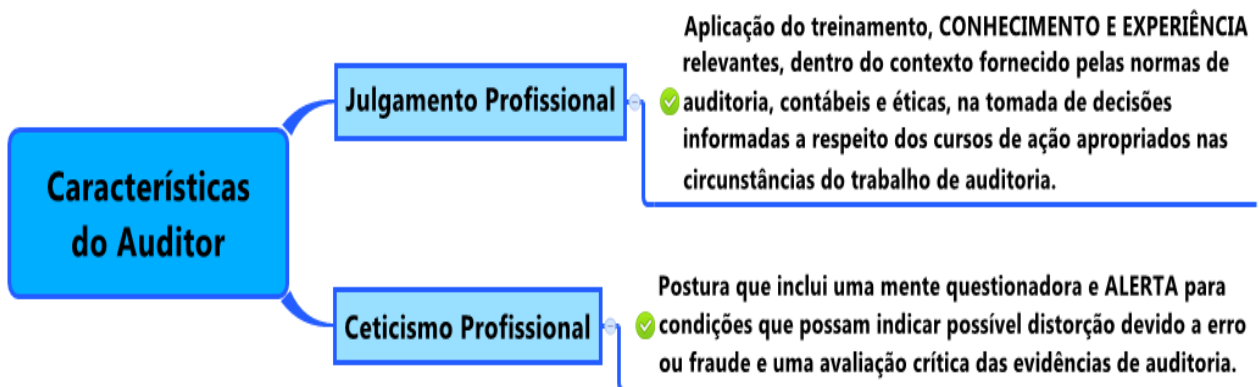 Características
do Auditor
Julgamento Profissional
Aplicação do treinamento, CONHECIMENTO E EXPERIÊNCIA
relevantes, dentro do contexto fornecido pelas normas de
auditoria, contábeis e éticas, na tomada de decisões
informadas a respeito dos cursos de ação apropriados nas
circunstâncias do trabalho de auditoria.
Ceticismo Profissional
Postura que inclui uma mente questionadora e ALERTA para
condições que possam indicar possível distorção devido a erro
ou fraude e uma avaliação crítica das evidências de auditoria.